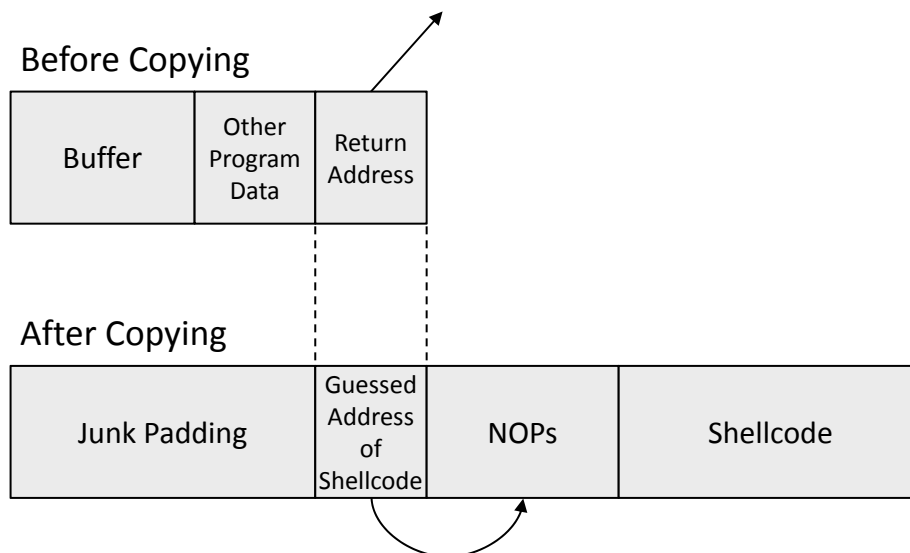 Before Copying
Buffer
Other
Program
Data
Return
Address
After Copying
Junk Padding
Guessed
Address
of
Shellcode
NOPs
Shellcode